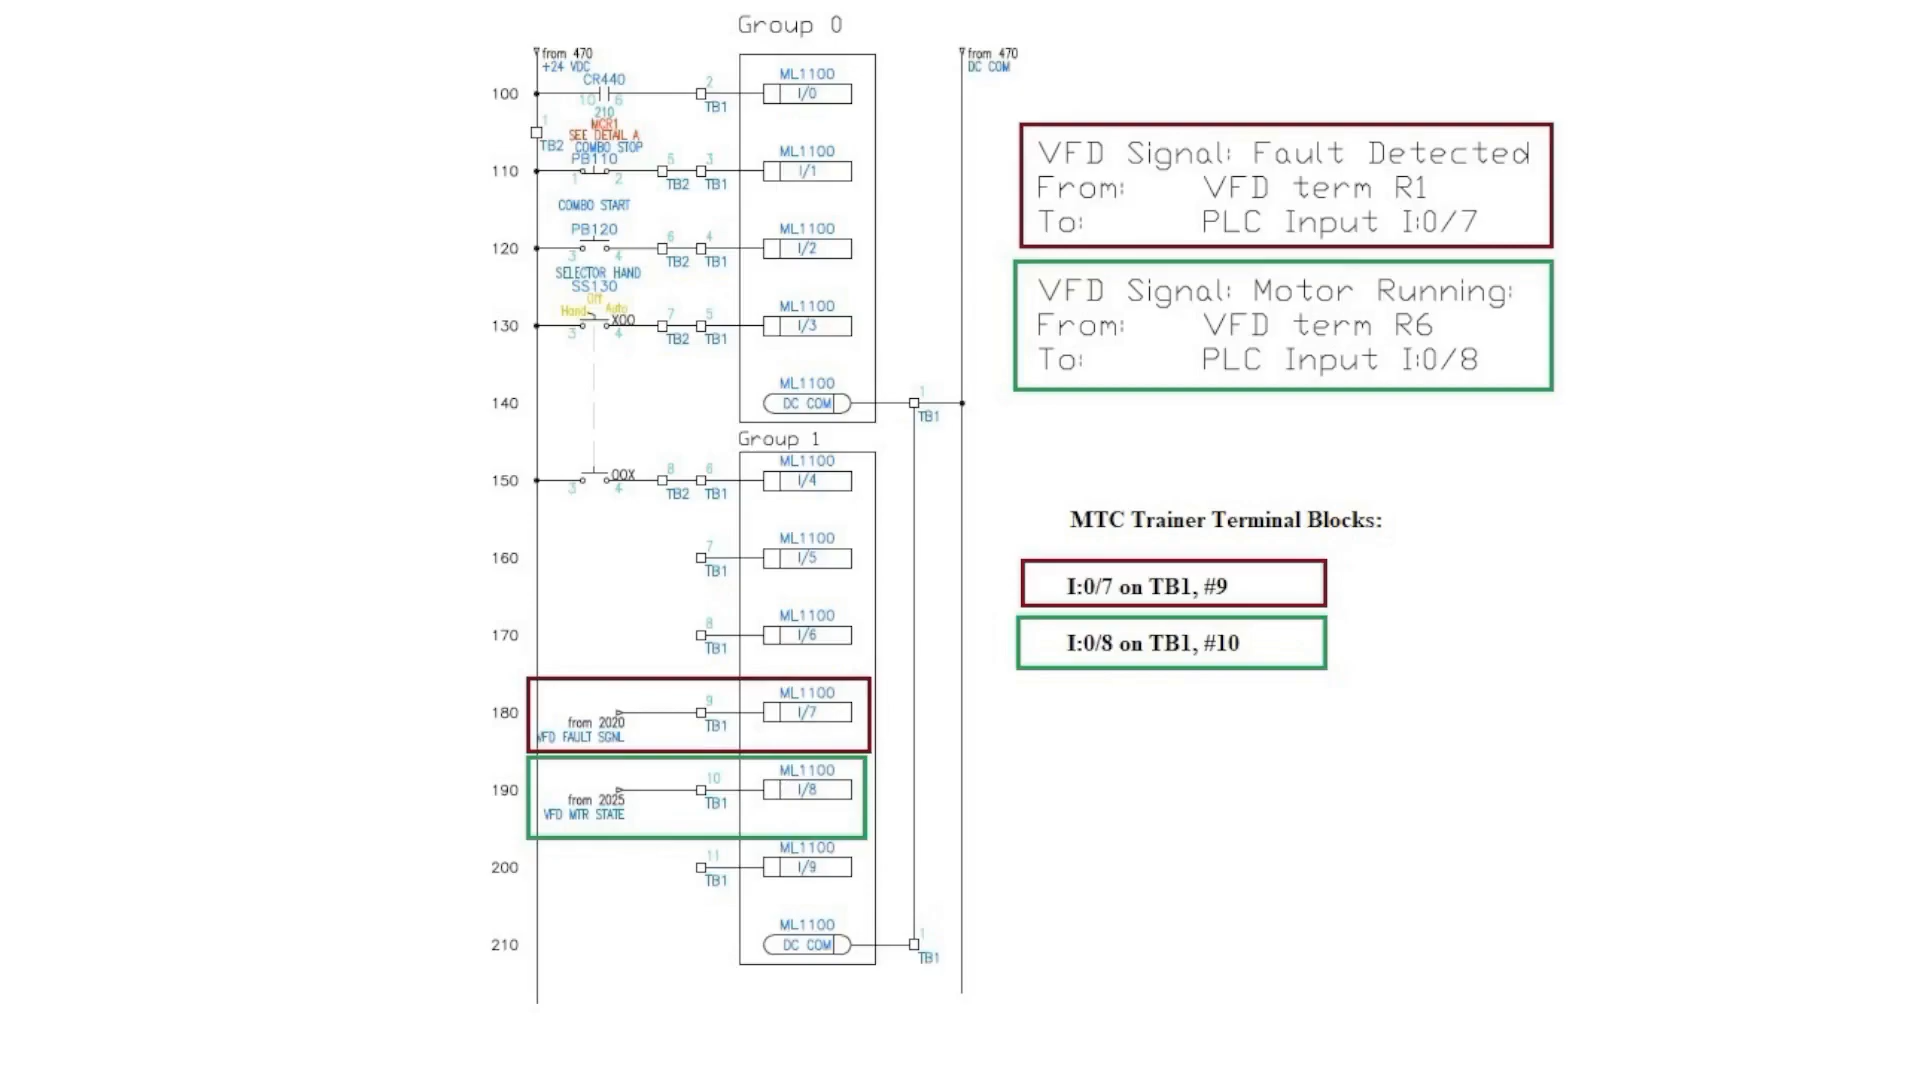 Group 0
from 470
+24 VDC
from 470
DC COM
CR440
ML1100
100
10 6
2
TB1
I/0
210
MCR1
SEE DETAIL A
1
TB2
COMBO STOP
PB110
ML1100
110
1 2
5
TB2
3
TB1
I/1
COMBO START
PB120
ML1100
120
3 4
6
TB2
4
TB1
I/2
SELECTOR HAND
SS130
Off
Hand Auto
XOO
ML1100
130
3 4
7
TB2
5
TB1
I/3
ML1100
140
DC COM
1
TB1
Group 1
ML1100
150
OOX
3 4
8
TB2
6
TB1
I/4
ML1100
160
7
TB1
I/5
ML1100
170
8
TB1
I/6
ML1100
180
from 2020
VFD FAULT SGNL
9
TB1
I/7
ML1100
190
from 2025
VFD MTR STATE
10
TB1
I/8
ML1100
200
11
TB1
I/9
ML1100
210
DC COM
1
TB1
VFD Signal: Fault Detected
From: VFD term R1
To: PLC Input I:0/7
VFD Signal: Motor Running:
From: VFD term R6
To: PLC Input I:0/8
MTC Trainer Terminal Blocks:
I:0/7 on TB1, #9
I:0/8 on TB1, #10